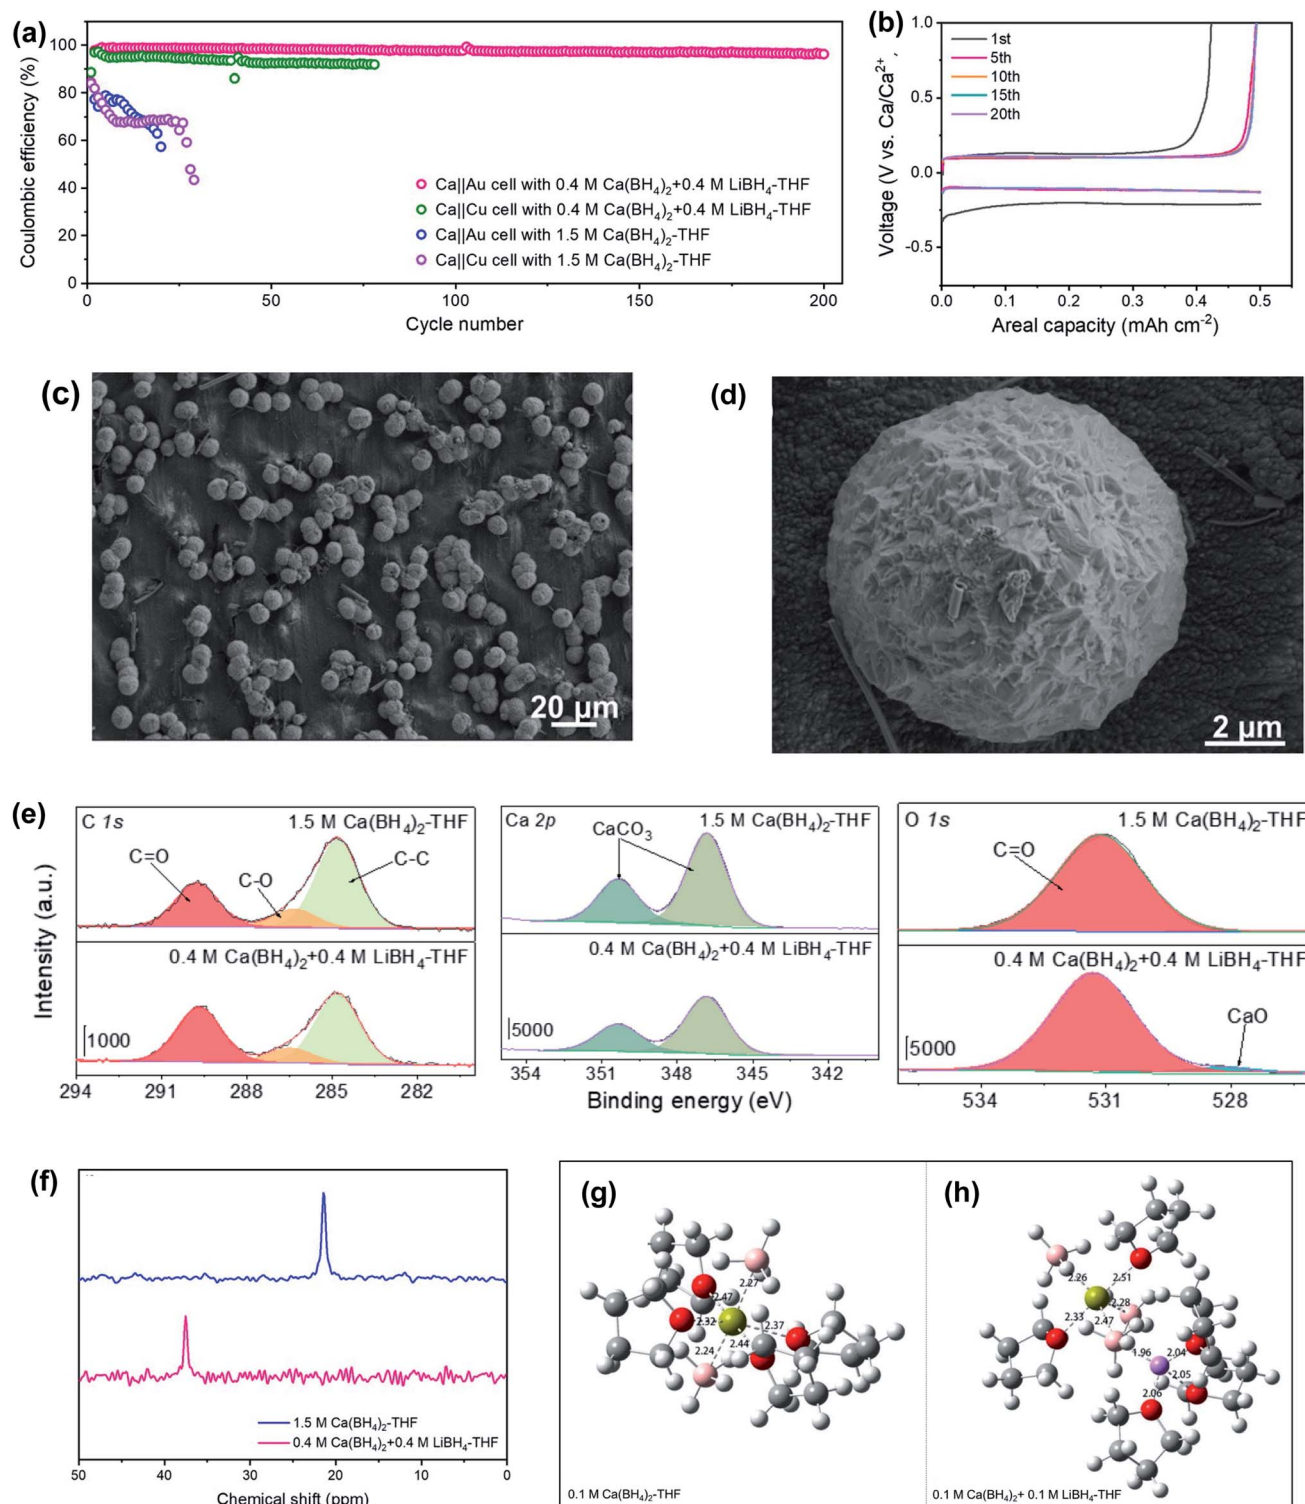 (a)
Coulombic efficiency (%)
100
80
60
40
20
0
Ca||Au cell with 0.4 M Ca(BH4)2+0.4 M LiBH4-THF
Ca||Cu cell with 0.4 M Ca(BH4)2+0.4 M LiBH4-THF
Ca||Au cell with 1.5 M Ca(BH4)2-THF
Ca||Cu cell with 1.5 M Ca(BH4)2-THF
0 50 100 150 200
Cycle number
(b)
Voltage (V vs. Ca/Ca2+,
1.0
0.5
0.0
-0.5
1st
5th
10th
15th
20th
0.0 0.1 0.2 0.3 0.4 0.5
Areal capacity (mAh cm-2)
(c)
20 µm
(d)
2 µm
(e)
Intensity (a.u.)
C 1s 1.5 M Ca(BH4)2-THF
C=O
C-O
C-C
0.4 M Ca(BH4)2+0.4 M LiBH4-THF
1000
294 291 288 285 282
Ca 2p 1.5 M Ca(BH4)2-THF
CaCO3
0.4 M Ca(BH4)2+0.4 M LiBH4-THF
5000
354 351 348 345 342
Binding energy (eV)
O 1s 1.5 M Ca(BH4)2-THF
C=O
0.4 M Ca(BH4)2+0.4 M LiBH4-THF
CaO
5000
534 531 528
(f)
1.5 M Ca(BH4)2-THF
0.4 M Ca(BH4)2+0.4 M LiBH4-THF
50 40 30 20 10 0
Chemical shift (ppm)
(g)
2.27
2.47
2.32
2.37
2.24
2.44
0.1 M Ca(BH4)2-THF
(h)
2.26
2.51
2.28
2.33
2.47
1.96
2.04
2.05
2.06
0.1 M Ca(BH4)2 + 0.1 M LiBH4-THF